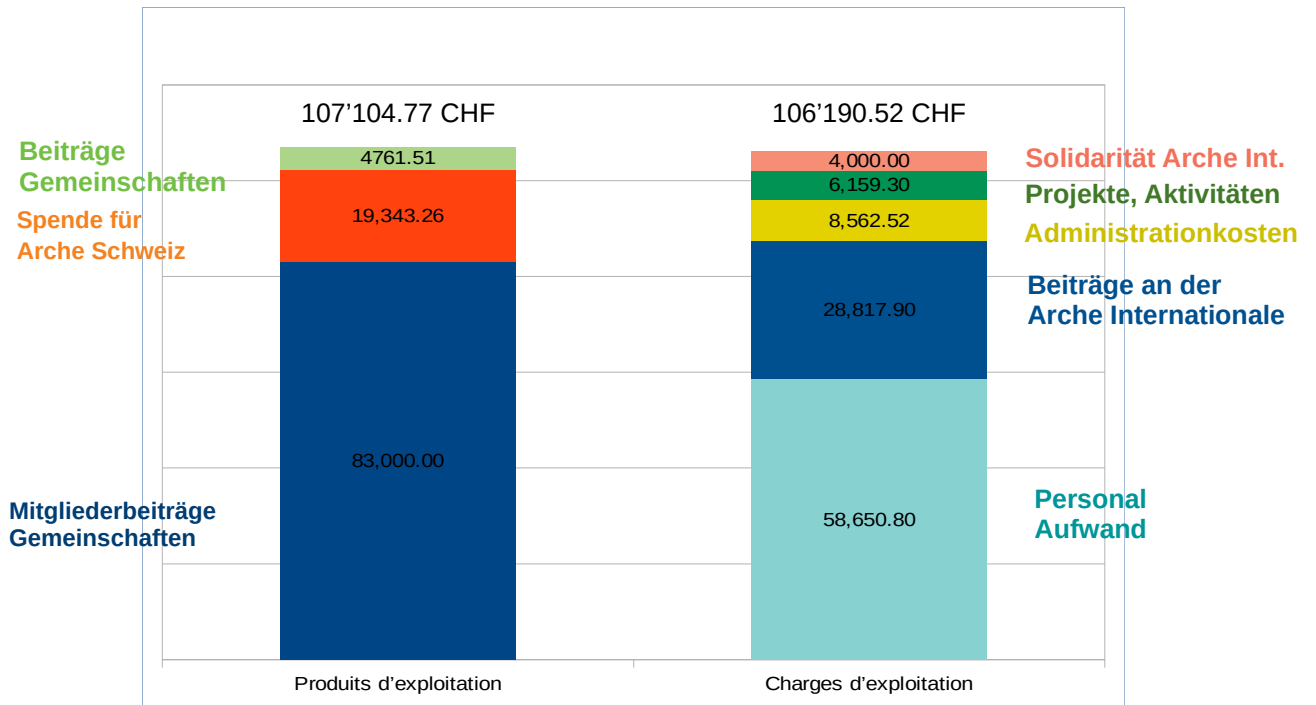 107’104.77 CHF
106’190.52 CHF
Beiträge
Gemeinschaften
4761.51
4,000.00
Solidarität Arche Int.
6,159.30
Projekte, Aktivitäten
Spende für
Arche Schweiz
19,343.26
8,562.52
Administrationkosten
28,817.90
Beiträge an der
Arche Internationale
83,000.00
Mitgliederbeiträge
Gemeinschaften
58,650.80
Personal
Aufwand
Produits d’exploitation
Charges d’exploitation